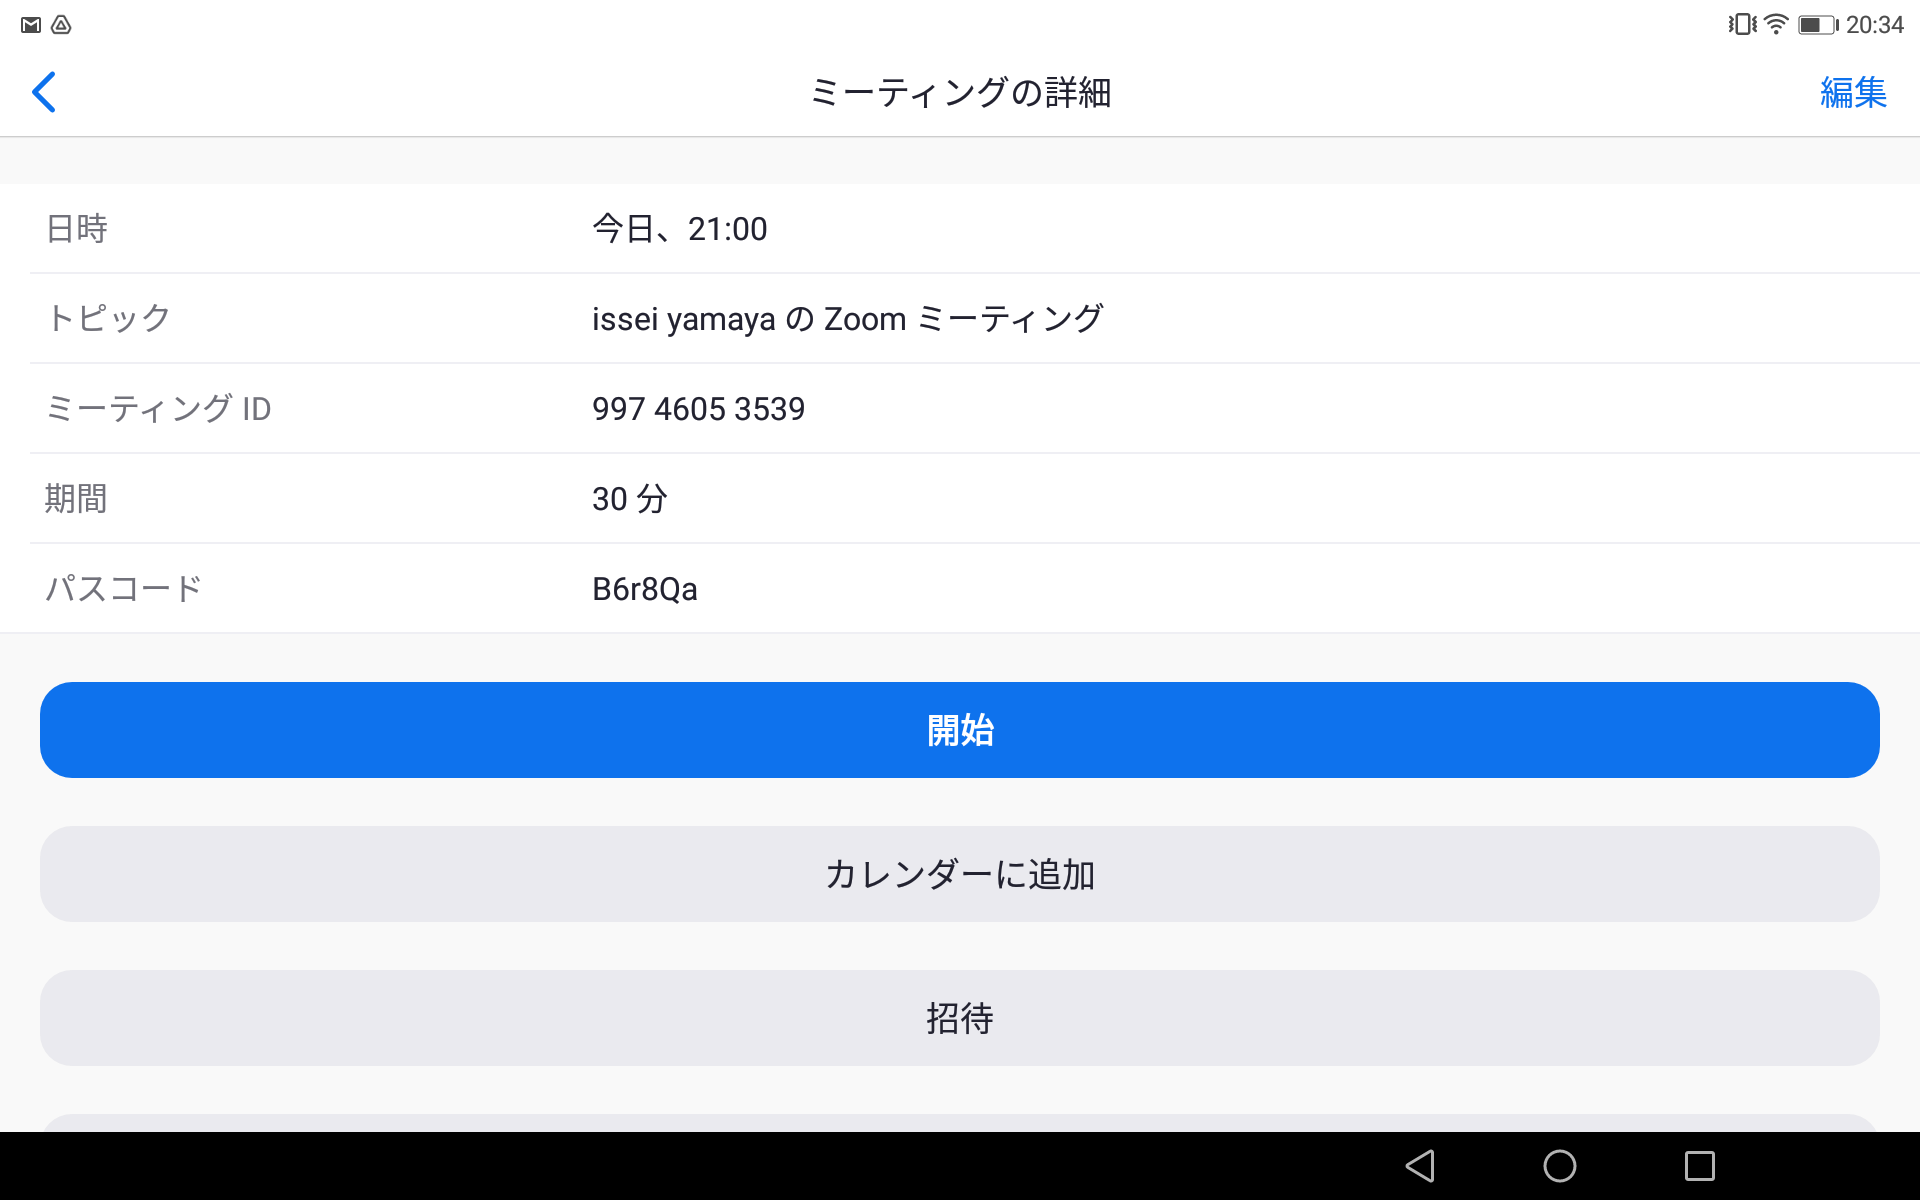 20:34
ミーティングの詳細
編集
日時
今日、21:00
トピック
issei yamaya の Zoom ミーティング
ミーティング ID
997 4605 3539
期間
30 分
パスコード
B6r8Qa
開始
カレンダーに追加
招待